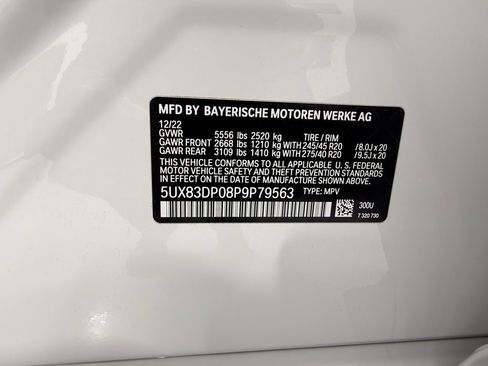 MFD BY BAYERISCHE MOTOREN WERKE AG
12/22
GVWR 5556 lbs 2520 kg TIRE / RIM
GAWR FRONT 2668 lbs 1210 kg WITH 245/45 R20 /8.0J x 20
GAWR REAR 3109 lbs 1410 kg WITH 275/40 R20 /9.5J x 20
THIS VEHICLE CONFORMS TO ALL APPLICABLE U.S. FEDERAL
MOTOR VEHICLE SAFETY AND THEFT PREVENTION STANDARDS
IN EFFECT ON THE DATE OF MANUFACTURE SHOWN ABOVE.
5UX83DP08P9P79563 TYPE: MPV
300U
7 320 730